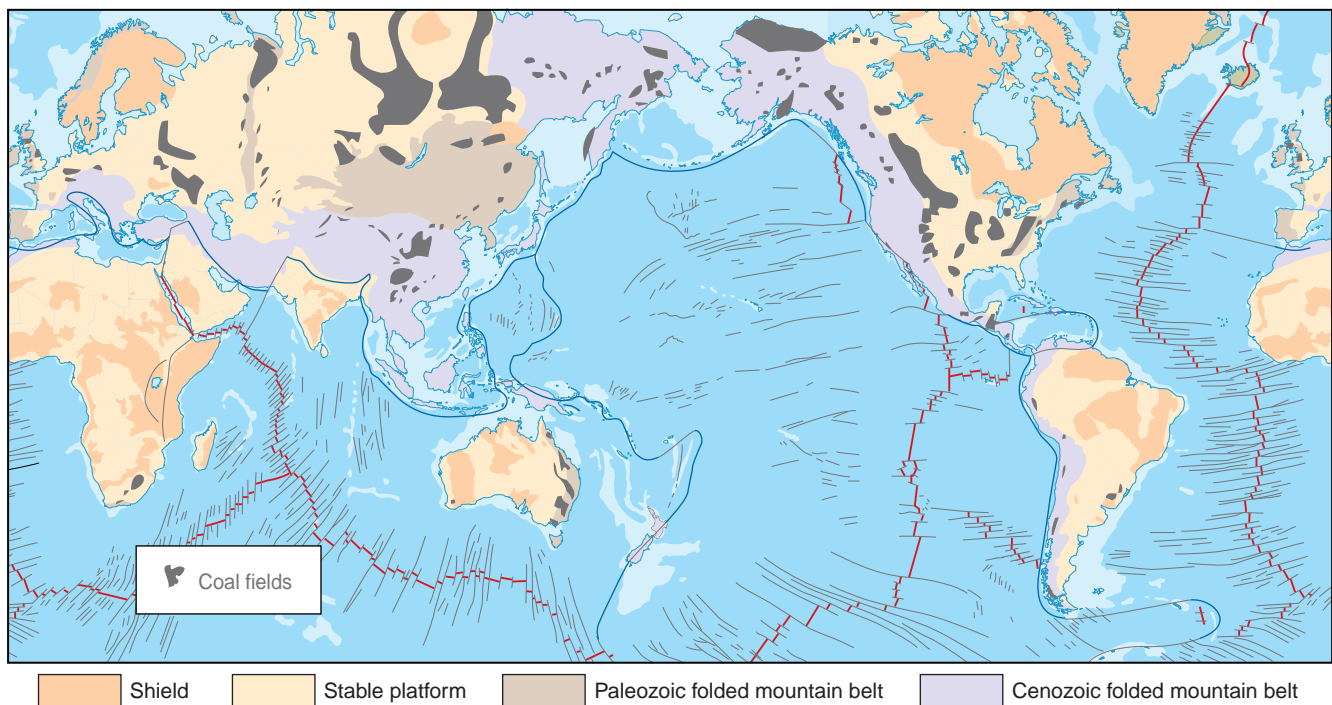 Coal fields
Shield
Stable platform
Paleozoic folded mountain belt
Cenozoic folded mountain belt